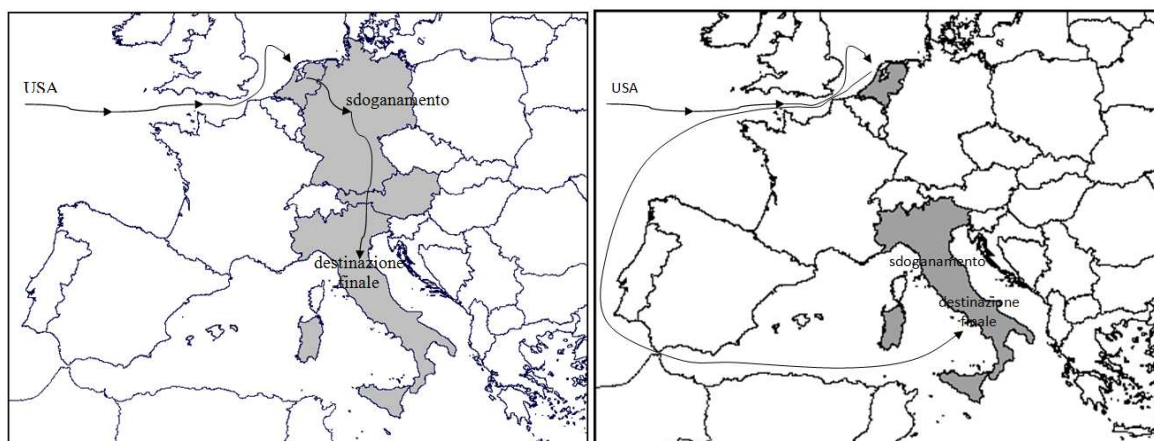 USA
sdoganamento
destinazione
finale
USA
sdoganamento
destinazione
finale